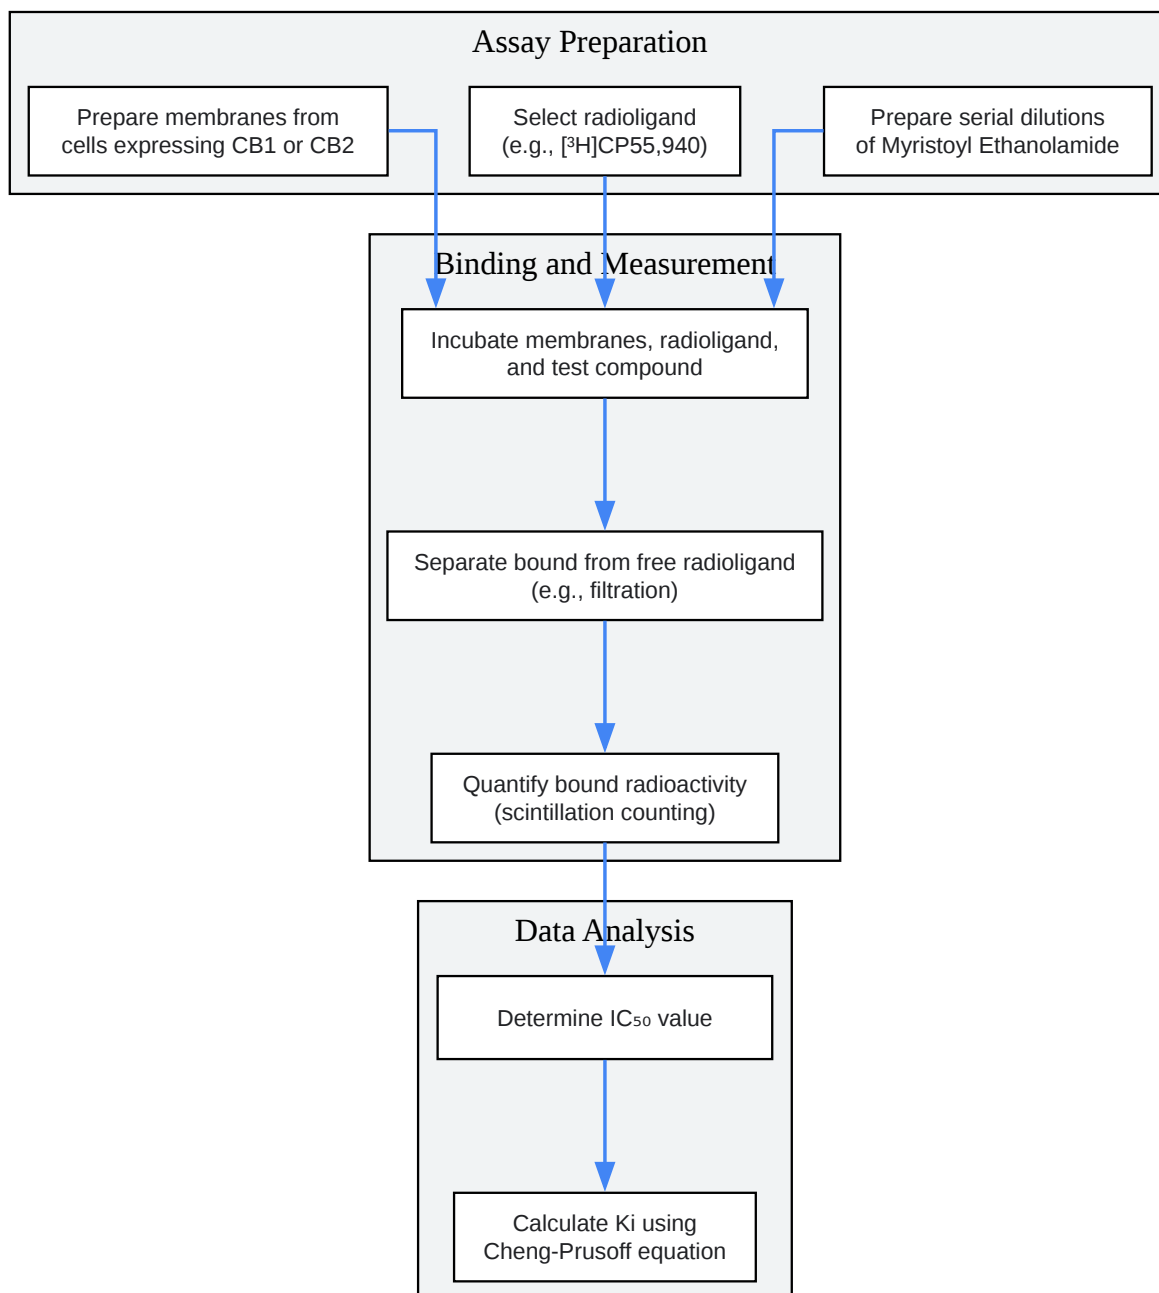 Assay Preparation
Prepare membranes from
cells expressing CB1 or CB2
Select radioligand
(e.g., [³H]CP55,940)
Prepare serial dilutions
of Myristoyl Ethanolamide
Binding and Measurement
Incubate membranes, radioligand,
and test compound
Separate bound from free radioligand
(e.g., filtration)
Quantify bound radioactivity
(scintillation counting)
Data Analysis
Determine IC₅₀ value
Calculate Ki using
Cheng-Prusoff equation